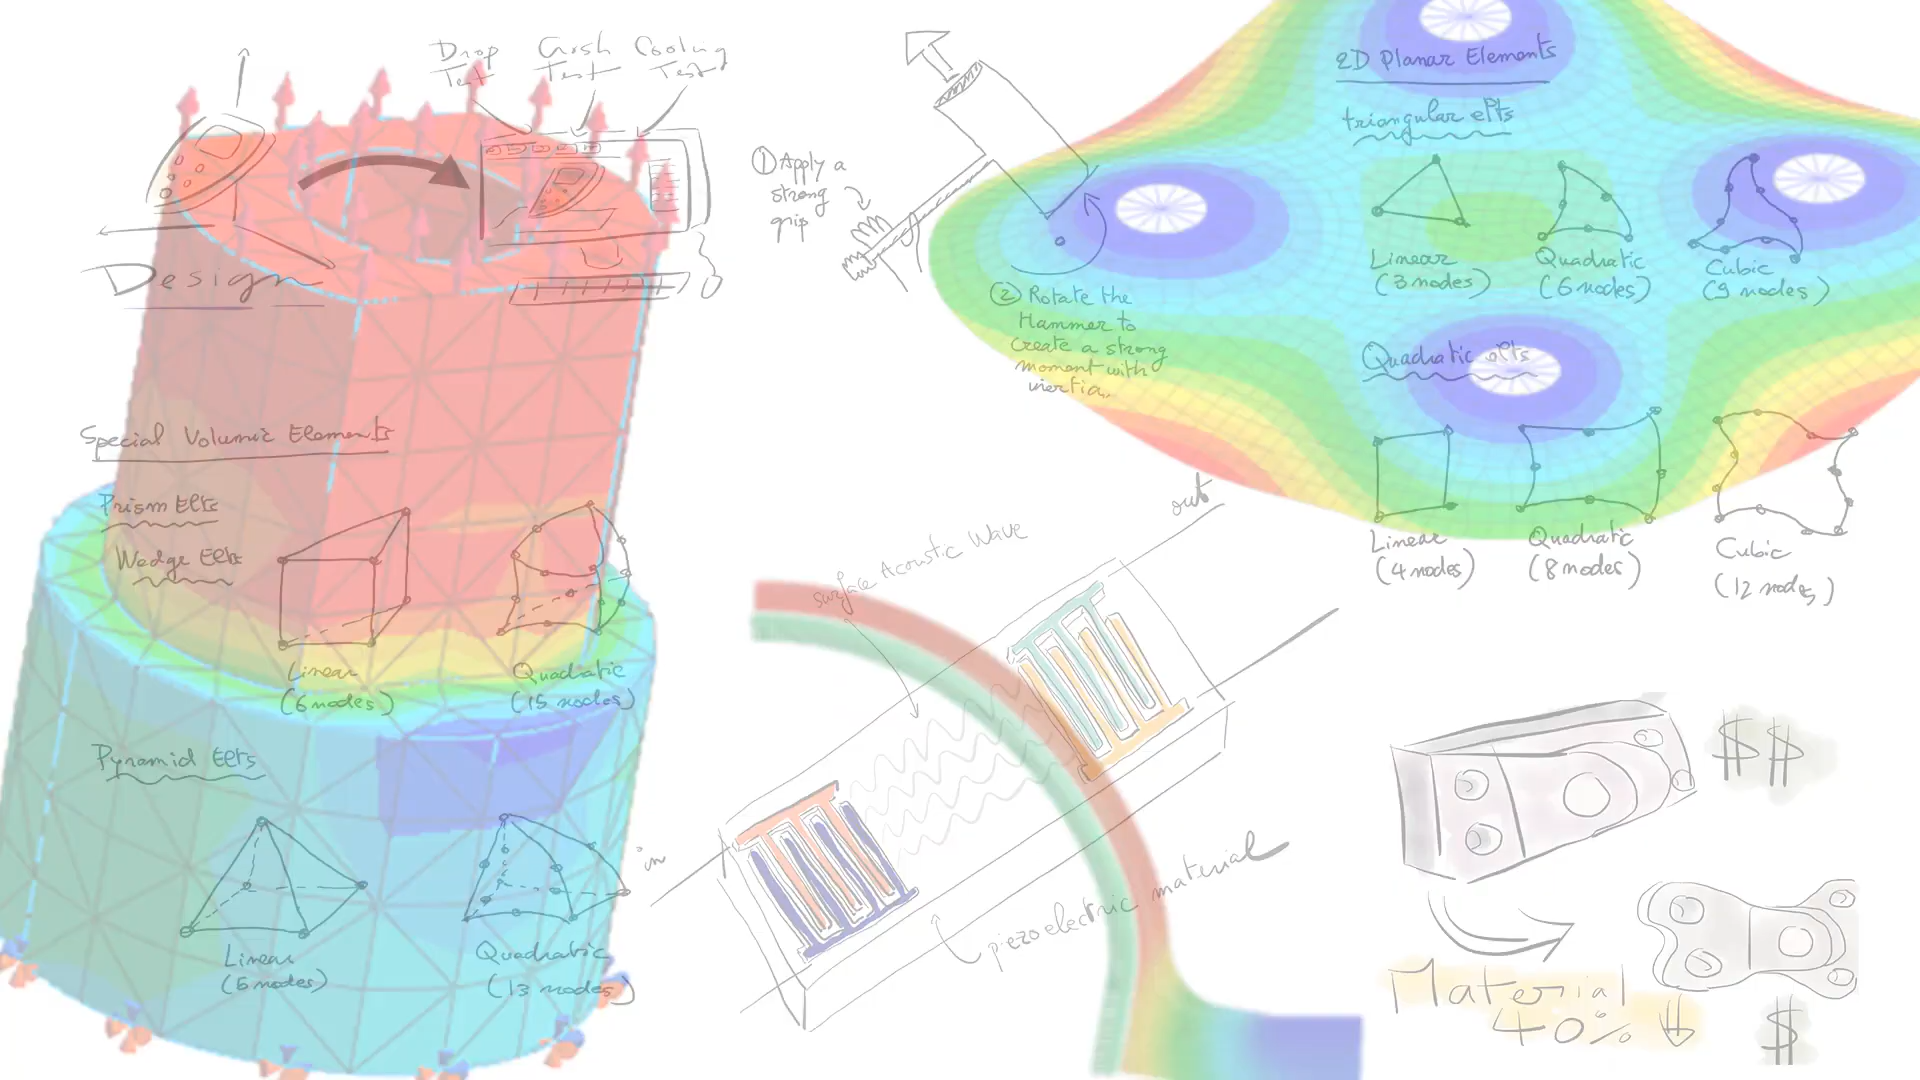 Drop Test
Crash Test
Cooling Test
Design
① Apply a
strong
grip
② Rotate the
Hammer to
create a strong
moment with
inertia.
2D Planar Elements
triangular elts
Linear
(3 nodes)
Quadratic
(6 nodes)
Cubic
(9 nodes)
Quadratic elts
Linear
(4 nodes)
Quadratic
(8 nodes)
Cubic
(12 nodes)
Special Volumic Elements
Prism Elts
Wedge Elts
Linear
(6 nodes)
Quadratic
(15 nodes)
Pyramid Elts
Linear
(5 nodes)
Quadratic
(13 nodes)
out
surface Acoustic Wave
in
piezoelectric material
$$
Material
40% ↓
$